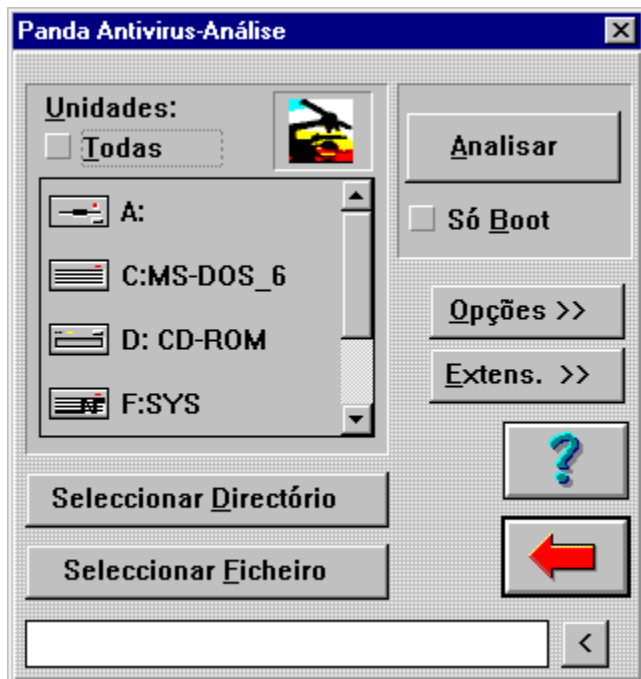 Panda Antivirus-Análise
Unidades:
Todas
A:
C:MS-DOS_6
D: CD-ROM
F:SYS
Analisar
Só Boot
Opções >>
Extens. >>
?
Seleccionar Directório
Seleccionar Ficheiro
<